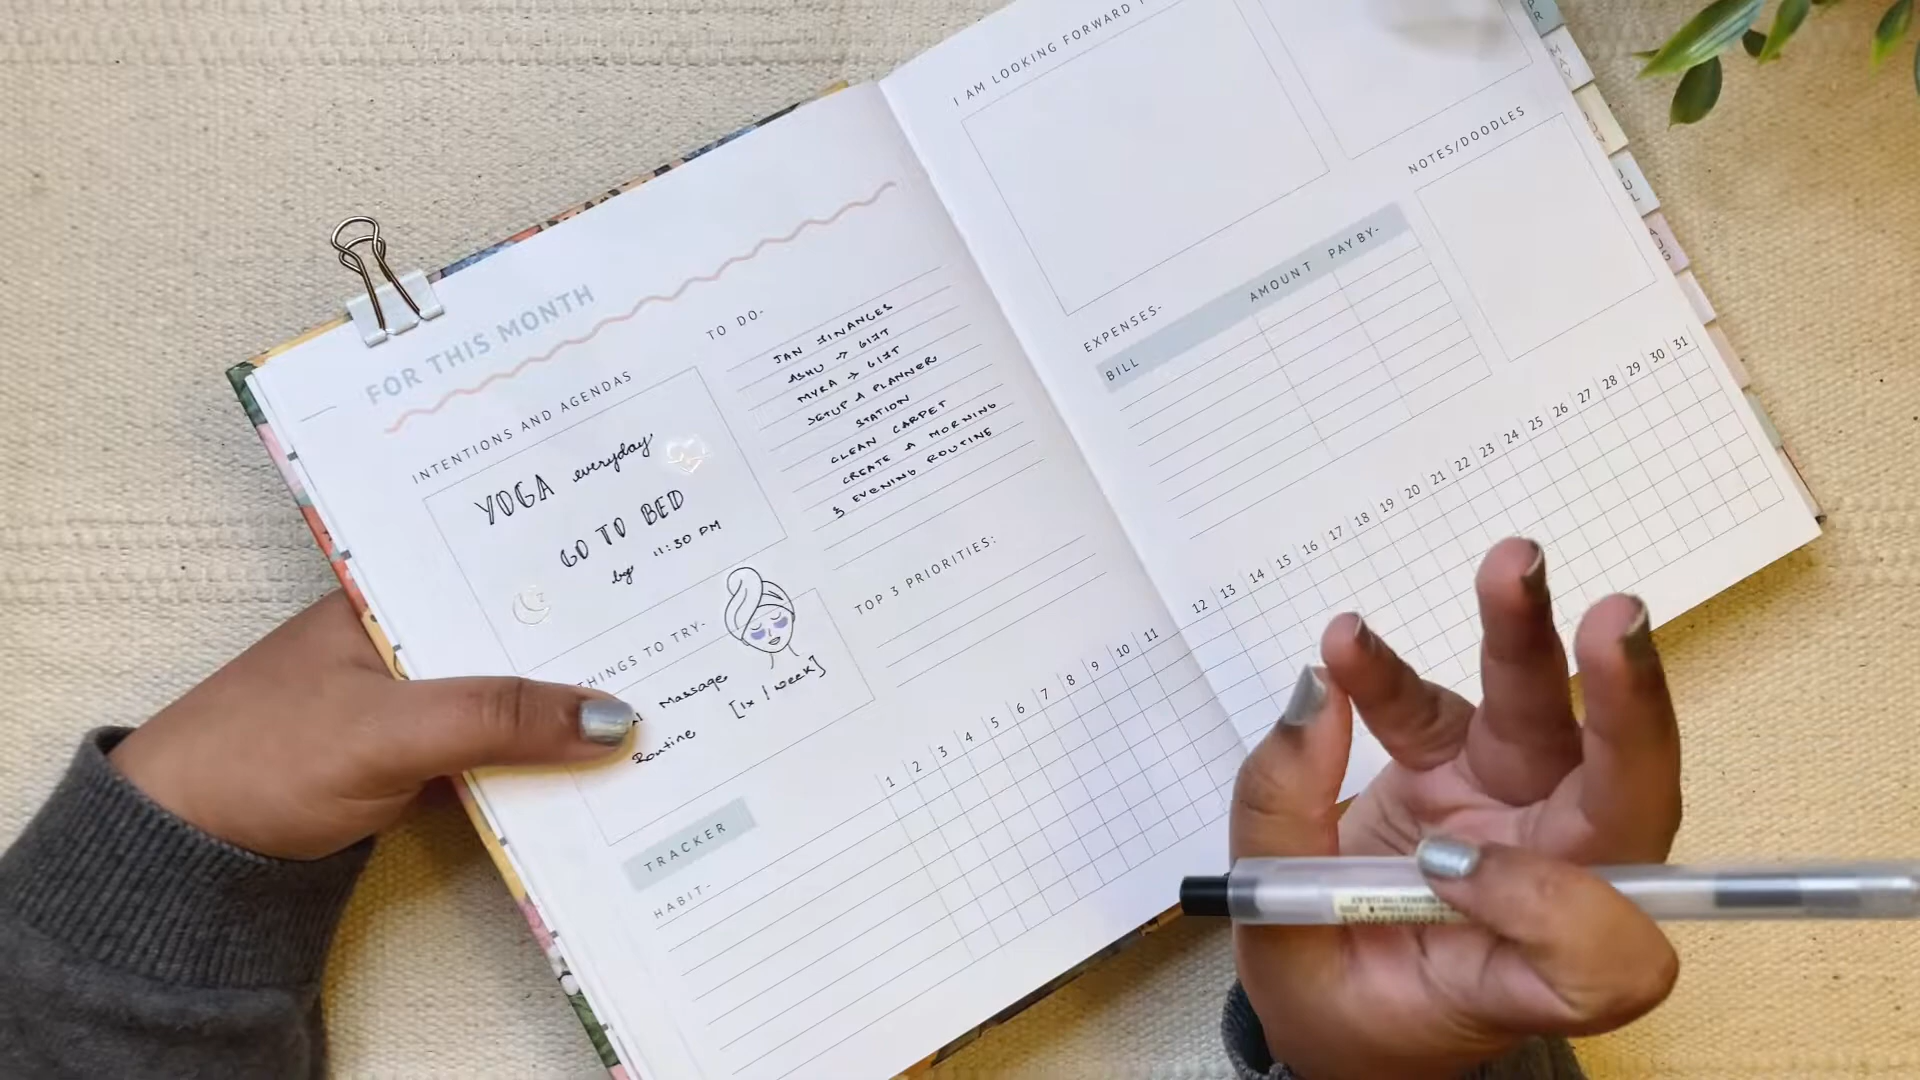 FOR THIS MONTH
INTENTIONS AND AGENDAS
YOGA everyday
GO TO BED
by 11:30 PM
THINGS TO TRY-
Massage
Routine [1x / week]
TO DO-
JAN FINANCES
ASHU → GIFT
MYRA → GIFT
SETUP A PLANNER
STATION
CLEAN CARPET
CREATE A MORNING
& EVENING ROUTINE
TOP 3 PRIORITIES:
TRACKER
HABIT-
1 2 3 4 5 6 7 8 9 10 11
I AM LOOKING FORWARD
NOTES/DOODLES
EXPENSES-
BILL AMOUNT PAY BY-
12 13 14 15 16 17 18 19 20 21 22 23 24 25 26 27 28 29 30 31
MAY
JUL
AUG